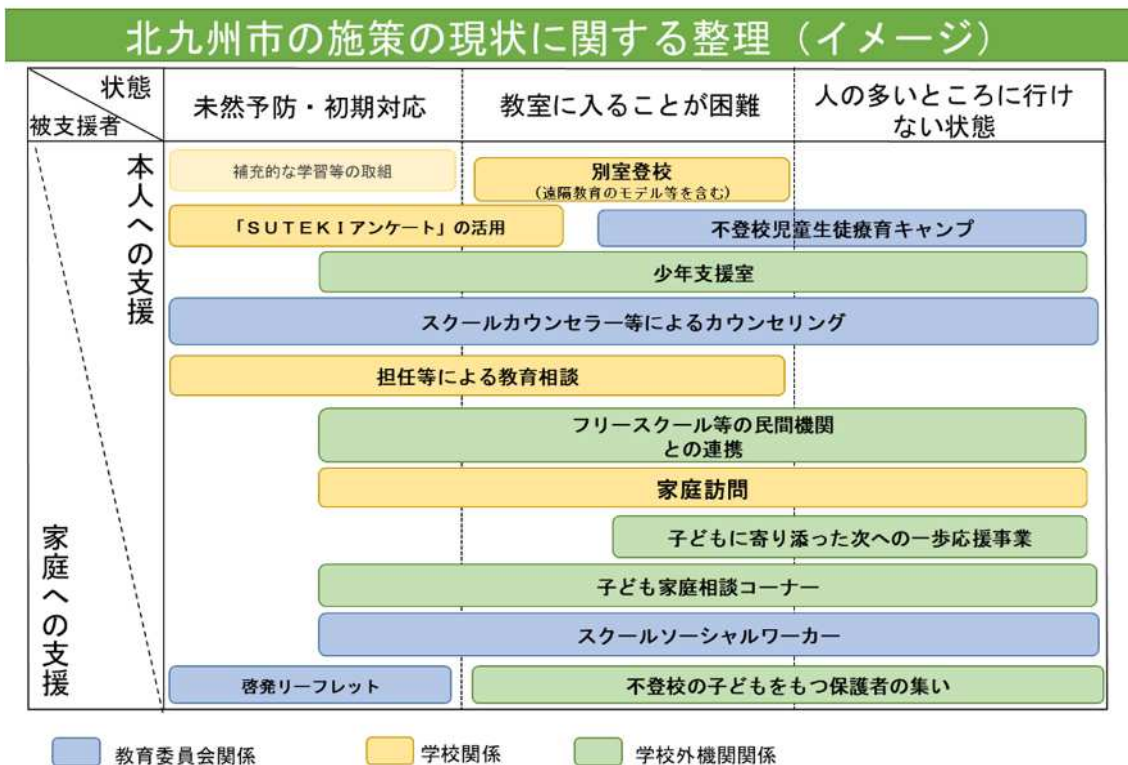 北九州市の施策の現状に関する整理（イメージ）
状態
被支援者
未然予防・初期対応
教室に入ることが困難
人の多いところに行け
ない状態
本人への支援
家庭への支援
補充的な学習等の取組
別室登校
（遠隔教育のモデル等を含む）
「ＳＵＴＥＫＩアンケート」の活用
不登校児童生徒療育キャンプ
少年支援室
スクールカウンセラー等によるカウンセリング
担任等による教育相談
フリースクール等の民間機関
との連携
家庭訪問
子どもに寄り添った次への一歩応援事業
子ども家庭相談コーナー
スクールソーシャルワーカー
啓発リーフレット
不登校の子どもをもつ保護者の集い
教育委員会関係
学校関係
学校外機関関係